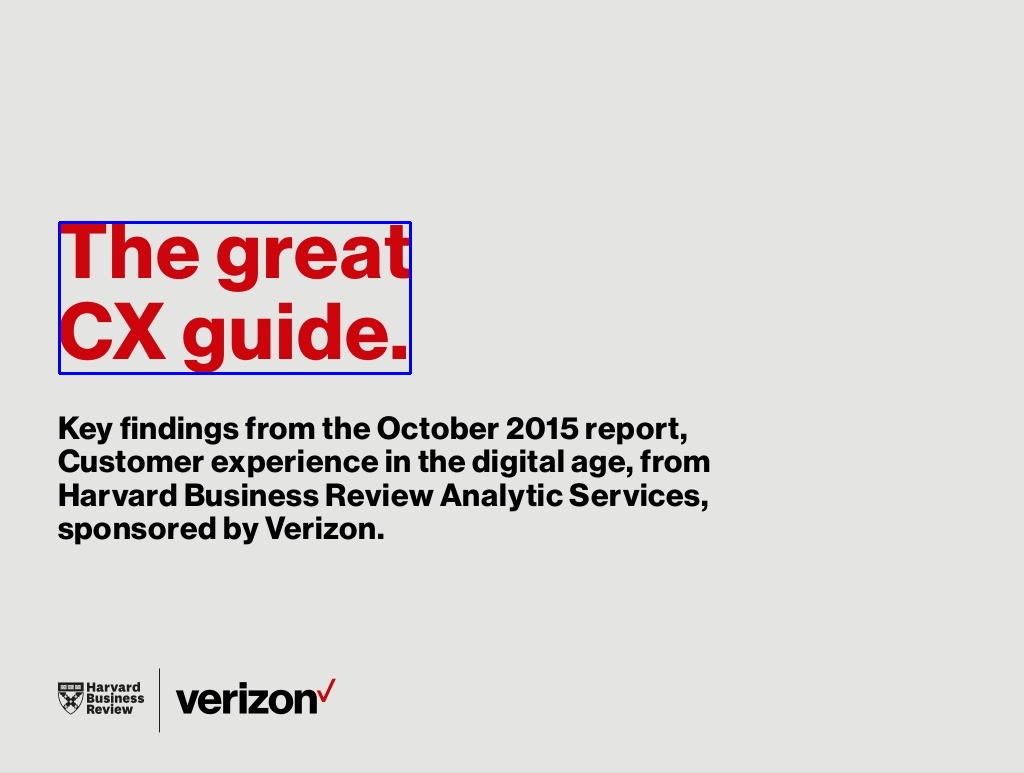 The great
CX guide.
Key findings from the October 2015 report,
Customer experience in the digital age, from
Harvard Business Review Analytic Services,
sponsored by Verizon.
Harvard
Business
Review
verizon✓